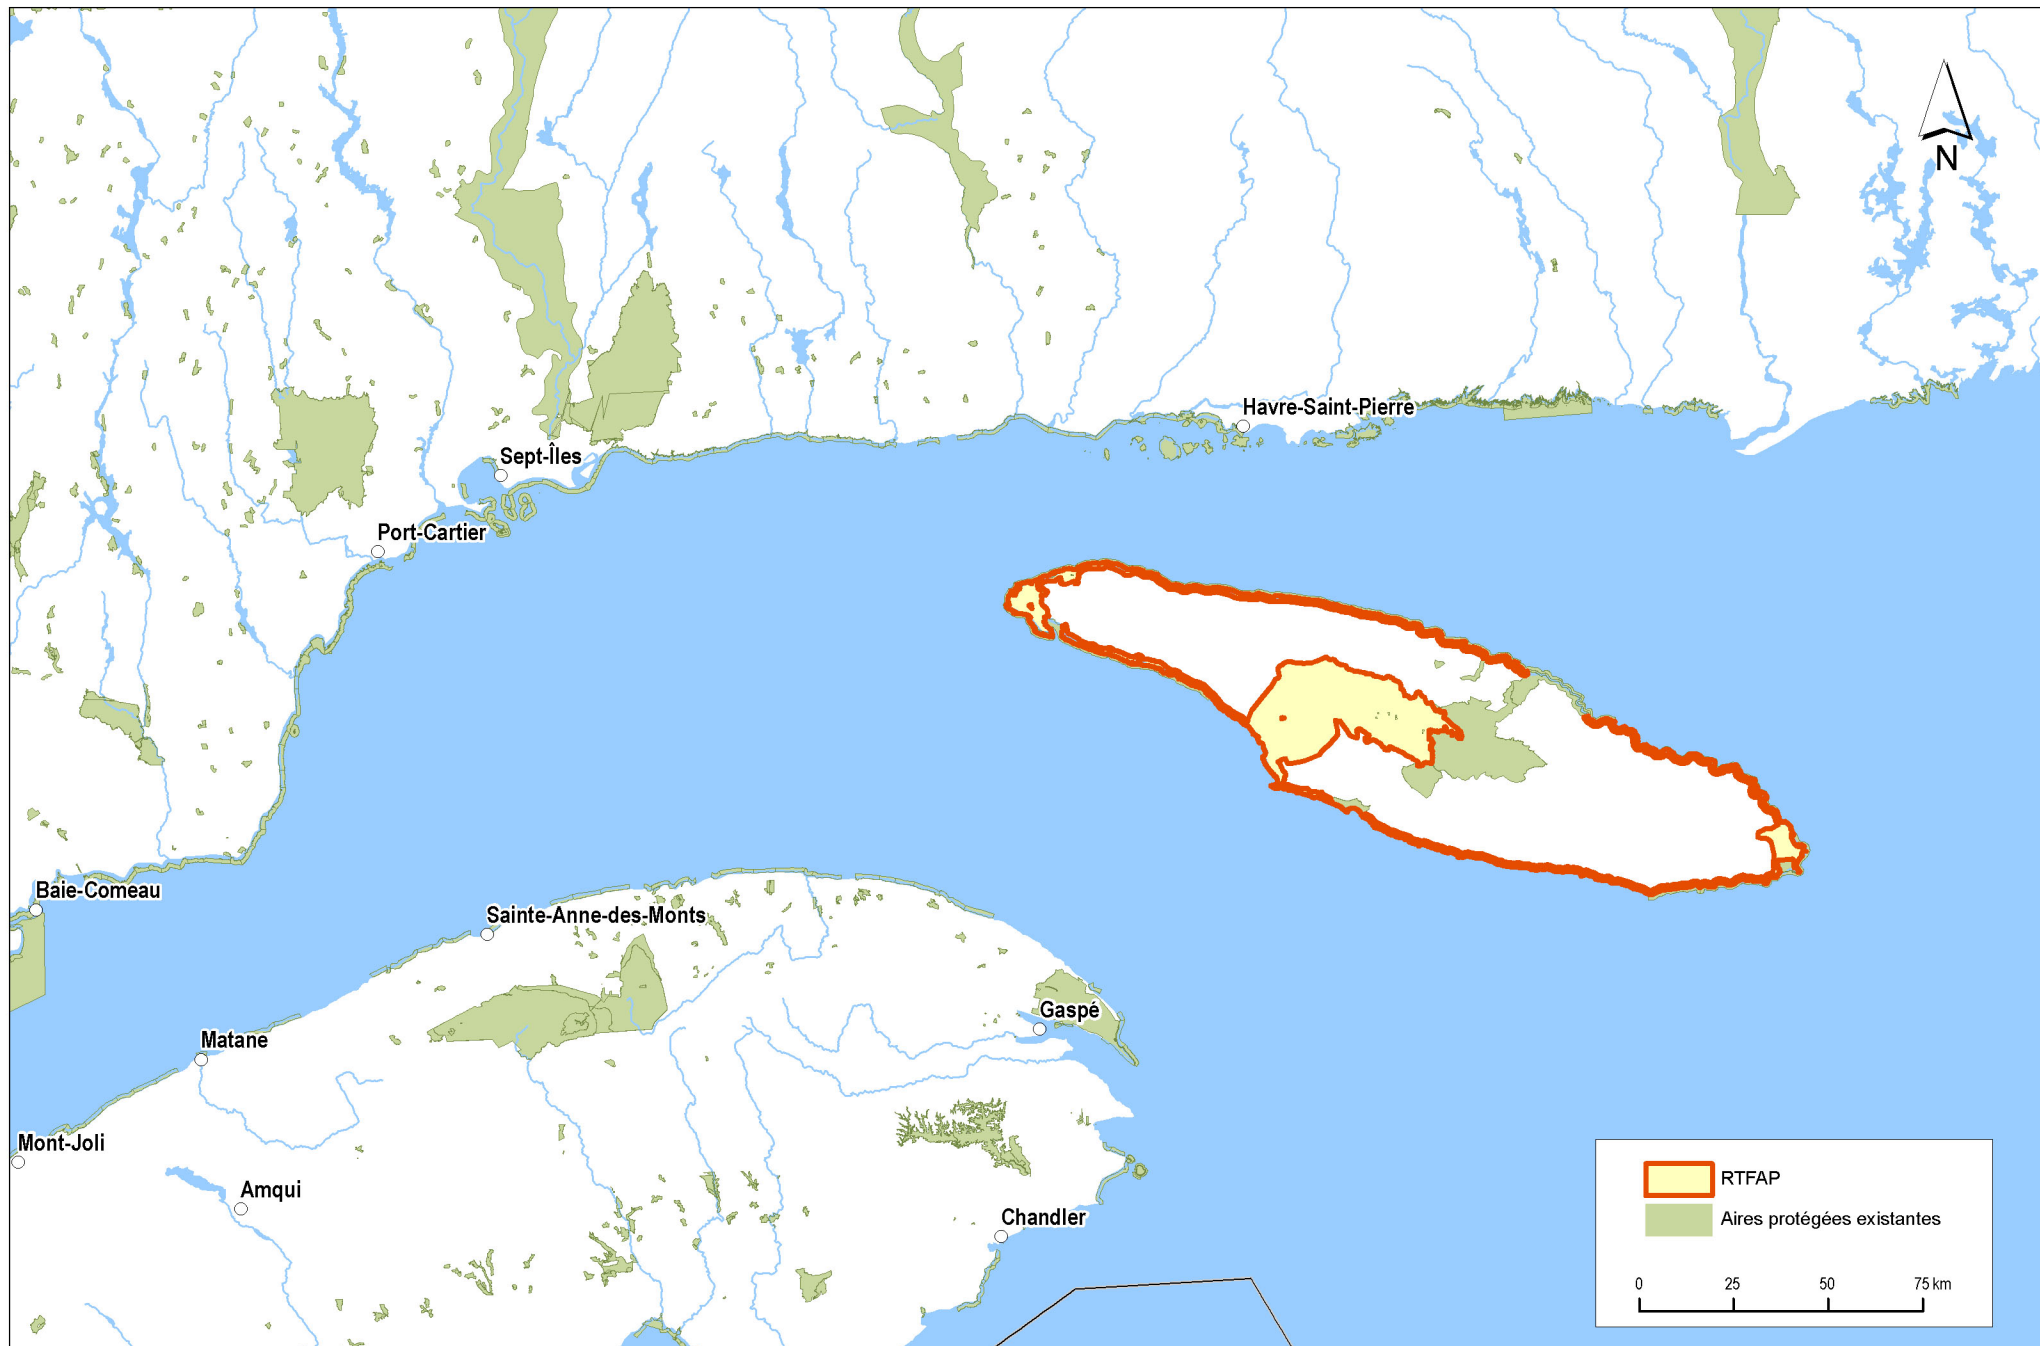 N
Havre-Saint-Pierre
Sept-Îles
Port-Cartier
Baie-Comeau
Sainte-Anne-des-Monts
Gaspé
Matane
Mont-Joli
Amqui
Chandler
RTFAP
Aires protégées existantes
0 25 50 75 km